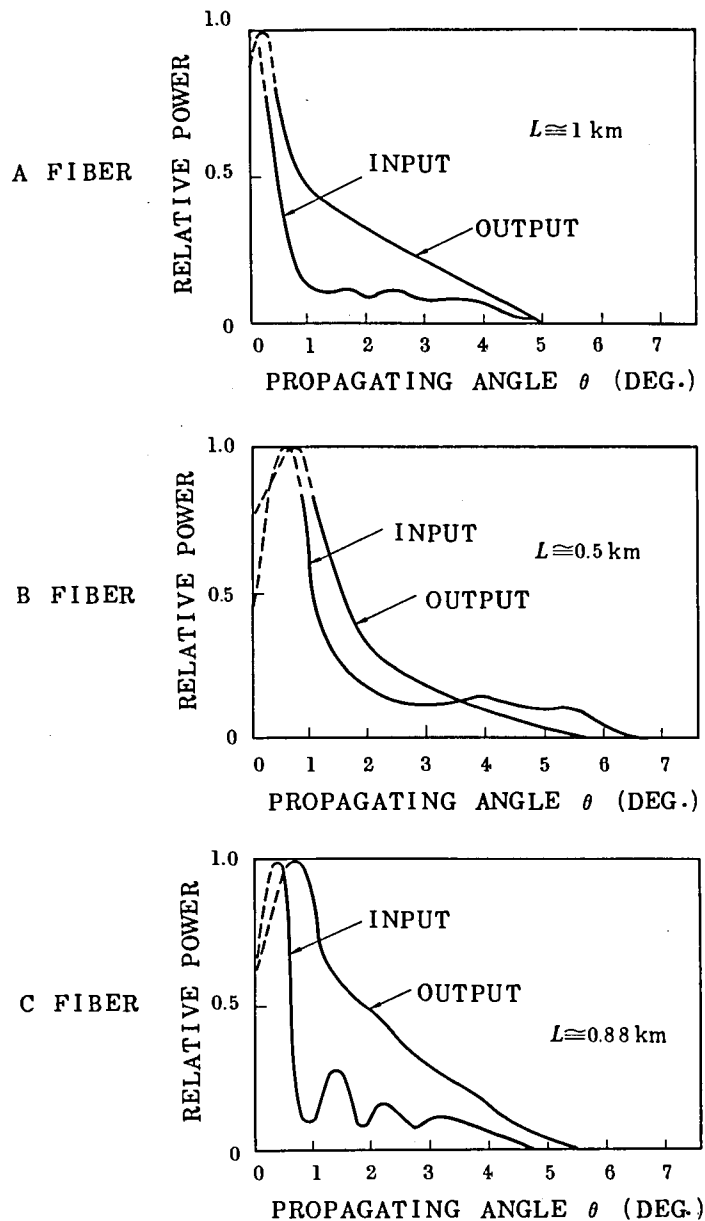 1.0
RELATIVE POWER
A FIBER
L≅1 km
INPUT
0.5
OUTPUT
0
0 1 2 3 4 5 6 7
PROPAGATING ANGLE θ (DEG.)
1.0
RELATIVE POWER
B FIBER
INPUT
L≅0.5 km
0.5
OUTPUT
0
0 1 2 3 4 5 6 7
PROPAGATING ANGLE θ (DEG.)
1.0
RELATIVE POWER
C FIBER
INPUT
OUTPUT
0.5
L≅0.88 km
0
0 1 2 3 4 5 6 7
PROPAGATING ANGLE θ (DEG.)